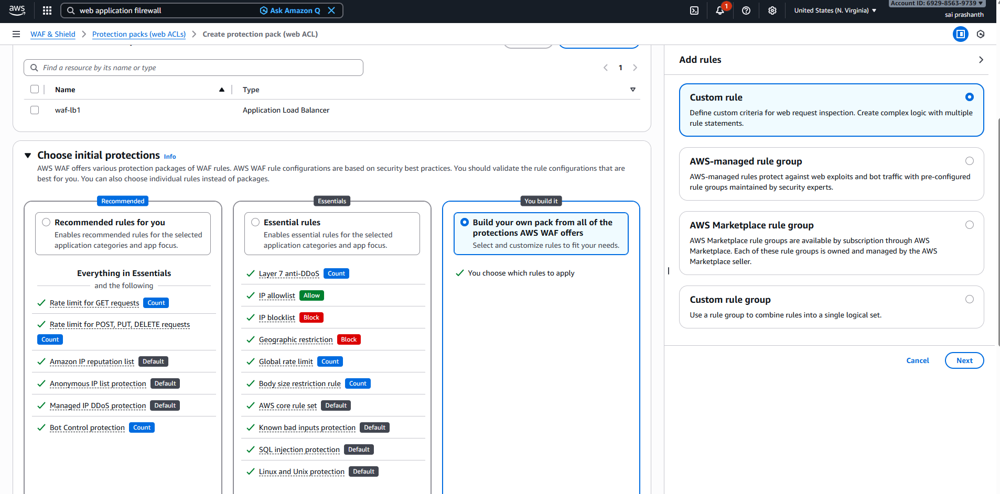 aws
web application filrewall
Ask Amazon Q
1
United States (N. Virginia)
Account ID: 6929-8563-9739
sai prashanth
WAF & Shield
Protection packs (web ACLs)
Create protection pack (web ACL)
Find a resource by its name or type
1
Name
Type
waf-lb1
Application Load Balancer
Choose initial protections Info
AWS WAF offers various protection packages of WAF rules. AWS WAF rule configurations are based on security best practices. You should validate the rule configurations that are
best for you. You can also choose individual rules instead of packages.
Recommended
Recommended rules for you
Enables recommended rules for the selected
application categories and app focus.
Everything in Essentials
and the following
Rate limit for GET requests Count
Rate limit for POST, PUT, DELETE requests
Count
Amazon IP reputation list Default
Anonymous IP list protection Default
Managed IP DDoS protection Default
Bot Control protection Count
Essentials
Essential rules
Enables essential rules for the selected
application categories and app focus.
Layer 7 anti-DDoS Count
IP allowlist Allow
IP blocklist Block
Geographic restriction Block
Global rate limit Count
Body size restriction rule Count
AWS core rule set Default
Known bad inputs protection Default
SQL injection protection Default
Linux and Unix protection Default
You build it
Build your own pack from all of the
protections AWS WAF offers
Select and customize rules to fit your needs.
You choose which rules to apply
Add rules
Custom rule
Define custom criteria for web request inspection. Create complex logic with multiple
rule statements.
AWS-managed rule group
AWS-managed rules protect against web exploits and bot traffic with pre-configured
rule groups maintained by security experts.
AWS Marketplace rule group
AWS Marketplace rule groups are available by subscription through AWS
Marketplace. Each of these rule groups is owned and managed by the AWS
Marketplace seller.
Custom rule group
Use a rule group to combine rules into a single logical set.
Cancel
Next